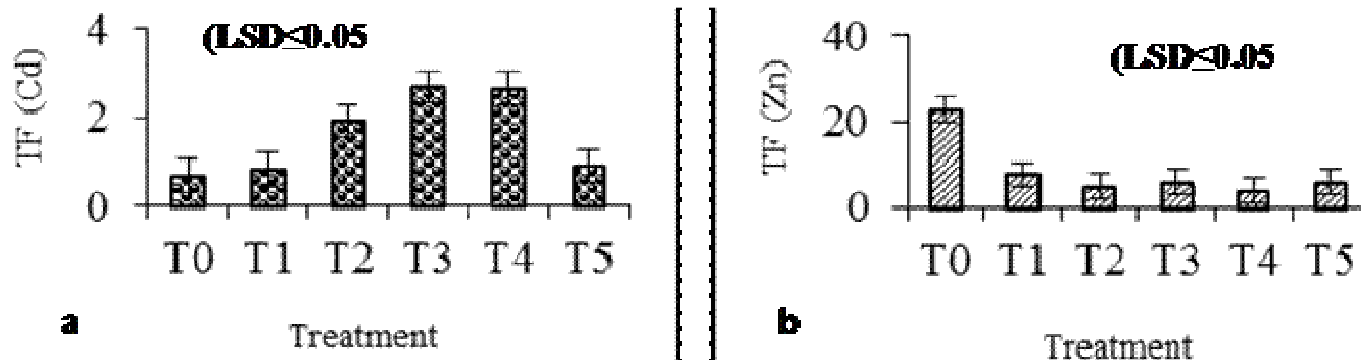 (LSD≤0.05
TF (Cd)
4
2
0
T0 T1 T2 T3 T4 T5
a
Treatment
(LSD≤0.05
TF (Zn)
40
20
0
T0 T1 T2 T3 T4 T5
b
Treatment